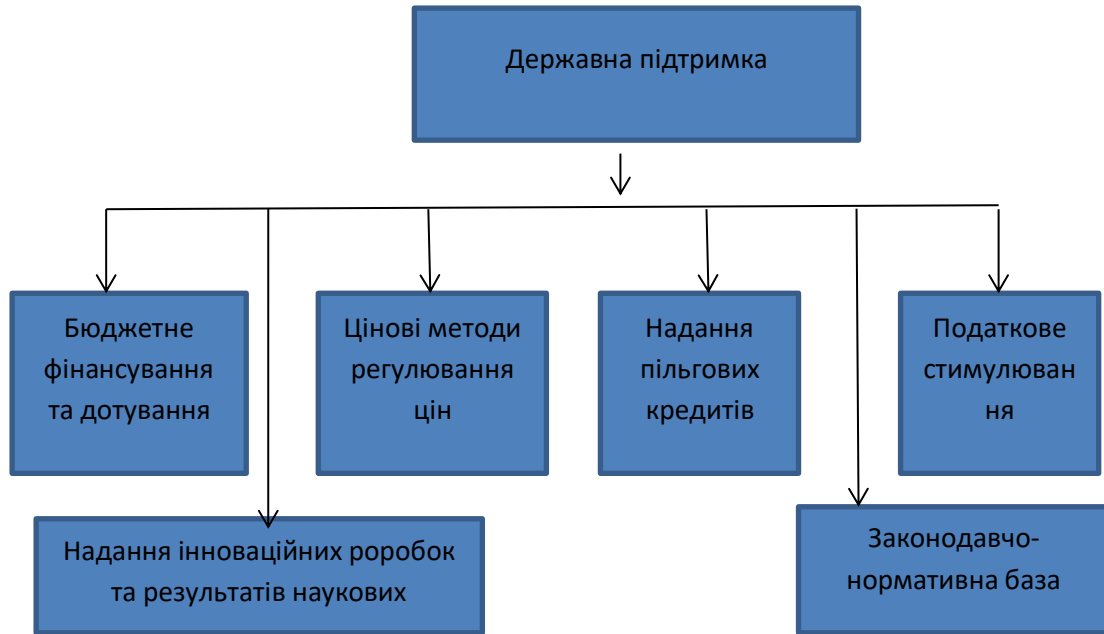 Державна підтримка
Бюджетне
фінансування
та дотування
Цінові методи
регулювання
цін
Надання
пільгових
кредитів
Податкове
стимулюван
ня
Надання інноваційних роробок
та результатів наукових
Законодавчо-
нормативна база